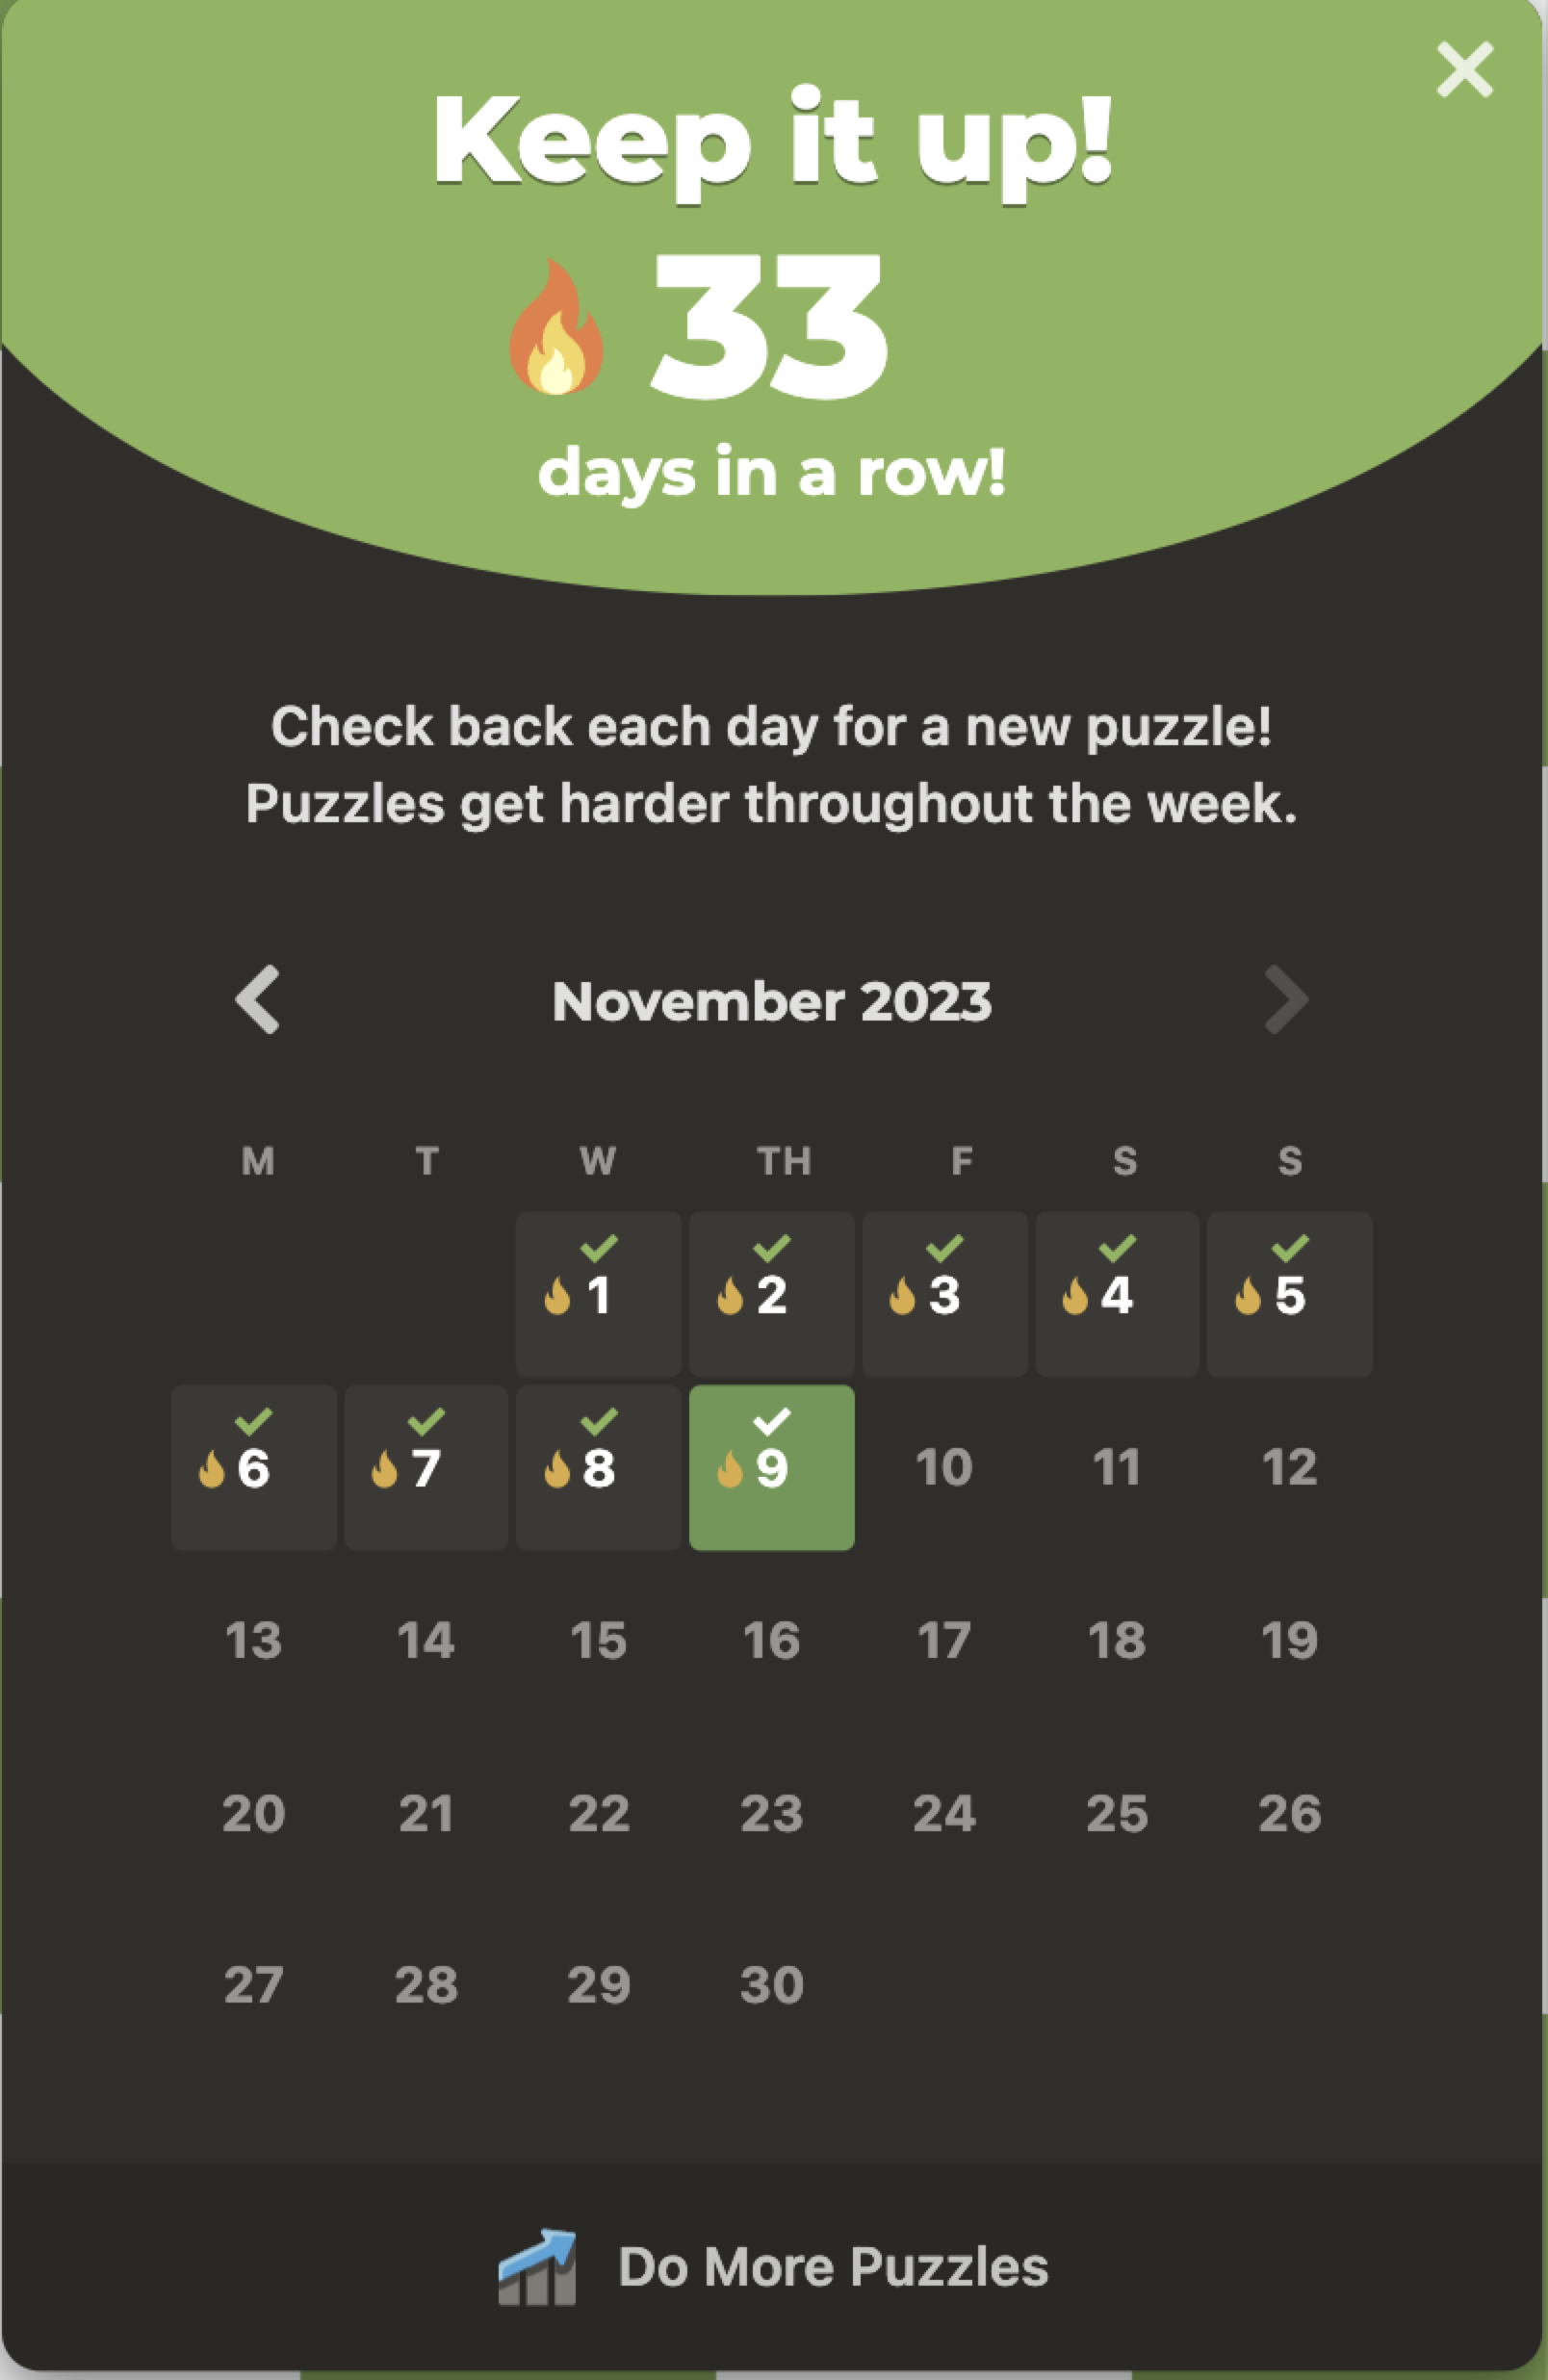 Keep it up!
33
days in a row!
Check back each day for a new puzzle!
Puzzles get harder throughout the week.
November 2023
M T W TH F S S
1 2 3 4 5
6 7 8 9 10 11 12
13 14 15 16 17 18 19
20 21 22 23 24 25 26
27 28 29 30
Do More Puzzles